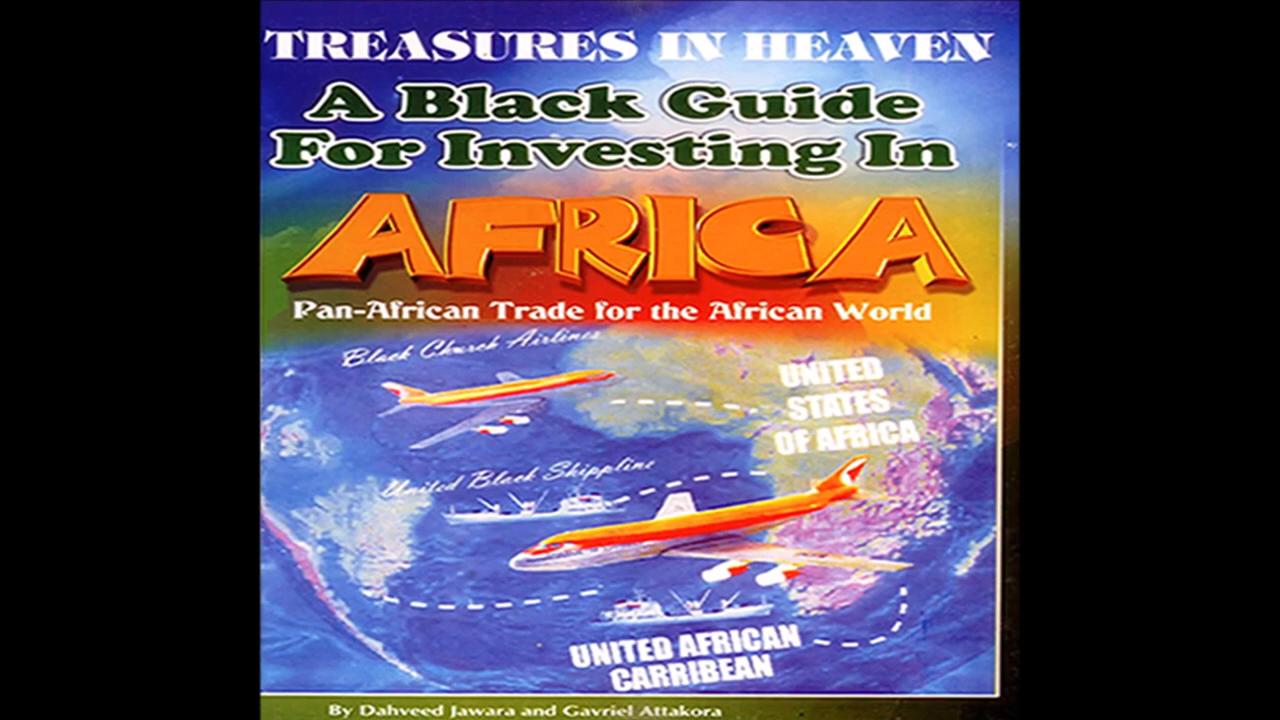 TREASURES IN HEAVEN
A Black Guide
For Investing In
AFRICA
Pan-African Trade for the African World
Black Church Airlines
UNITED
STATES
OF AFRICA
United Black Shippline
UNITED AFRICAN
CARRIBEAN
By Dahveed Jawara and Gavriel Attakora